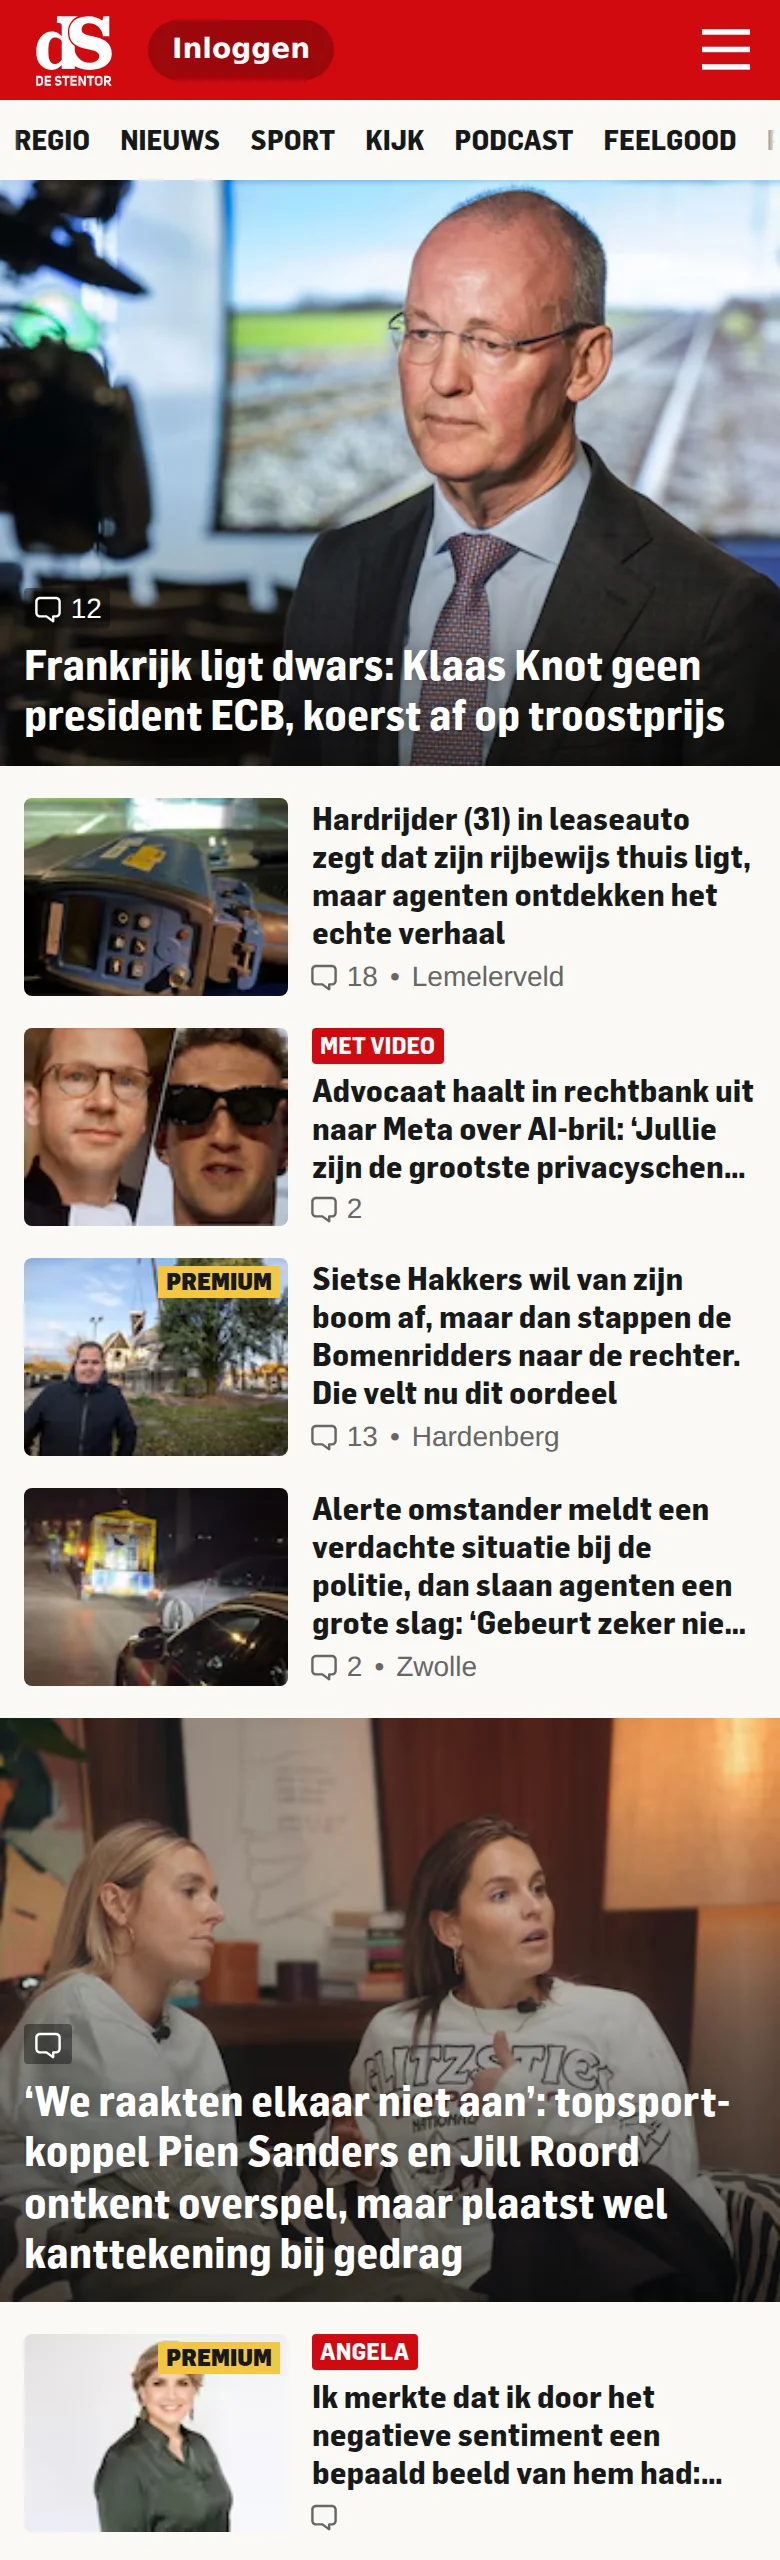 dS
DE STENTOR
Inloggen
REGIO NIEUWS SPORT KIJK PODCAST FEELGOOD
12
Frankrijk ligt dwars: Klaas Knot geen
president ECB, koerst af op troostprijs
Hardrijder (31) in leaseauto
zegt dat zijn rijbewijs thuis ligt,
maar agenten ontdekken het
echte verhaal
18 • Lemelerveld
MET VIDEO
Advocaat haalt in rechtbank uit
naar Meta over AI-bril: ‘Jullie
zijn de grootste privacyschen...
2
PREMIUM
Sietse Hakkers wil van zijn
boom af, maar dan stappen de
Bomenridders naar de rechter.
Die velt nu dit oordeel
13 • Hardenberg
Alerte omstander meldt een
verdachte situatie bij de
politie, dan slaan agenten een
grote slag: ‘Gebeurt zeker nie...
2 • Zwolle
‘We raakten elkaar niet aan’: topsport-
koppel Pien Sanders en Jill Roord
ontkent overspel, maar plaatst wel
kanttekening bij gedrag
PREMIUM
ANGELA
Ik merkte dat ik door het
negatieve sentiment een
bepaald beeld van hem had:...